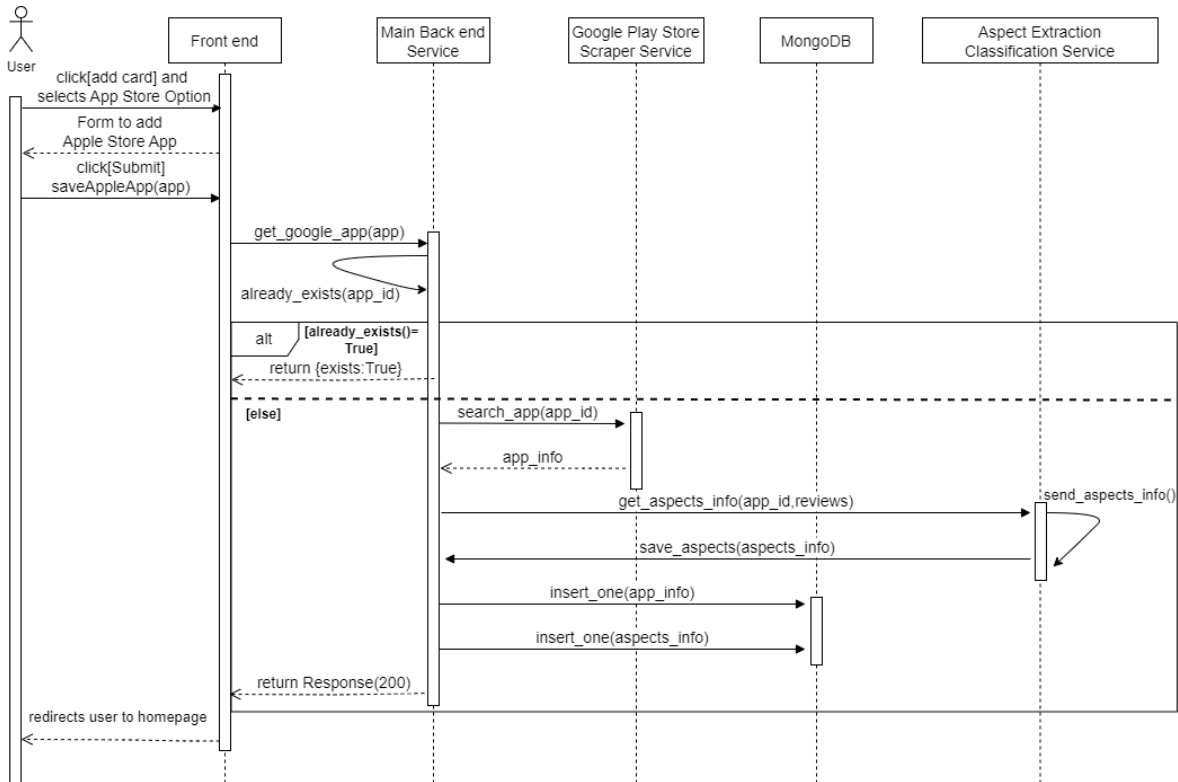 User
Front end
Main Back end
Service
Google Play Store
Scraper Service
MongoDB
Aspect Extraction
Classification Service
click[add card] and
selects App Store Option
Form to add
Apple Store App
click[Submit]
saveAppleApp(app)
get_google_app(app)
already_exists(app_id)
alt
[already_exists()=
True]
return {exists:True}
[else]
search_app(app_id)
app_info
get_aspects_info(app_id,reviews)
send_aspects_info()
save_aspects(aspects_info)
insert_one(app_info)
insert_one(aspects_info)
return Response(200)
redirects user to homepage